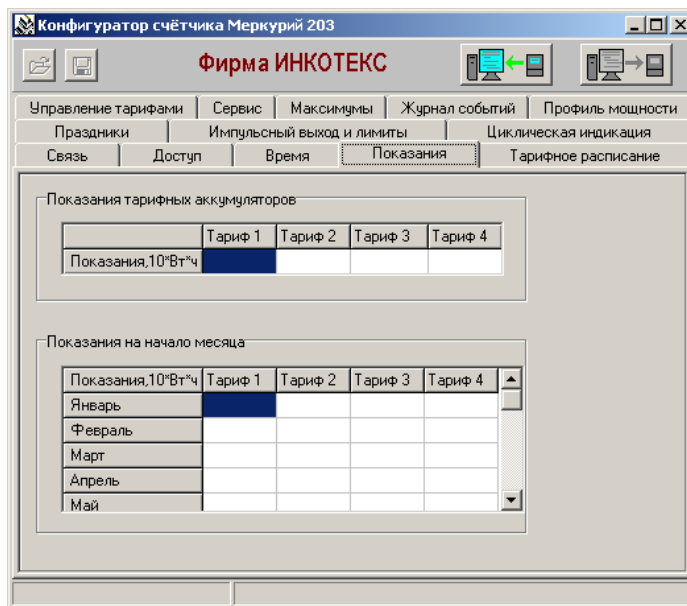 Конфигуратор счётчика Меркурий 203
Фирма ИНКОТЕКС
Управление тарифами Сервис Максимумы Журнал событий Профиль мощности
Праздники Импульсный выход и лимиты Циклическая индикация
Связь Доступ Время Показания Тарифное расписание
Показания тарифных аккумуляторов
Тариф 1 Тариф 2 Тариф 3 Тариф 4
Показания,10*Вт*ч
Показания на начало месяца
Показания,10*Вт*ч Тариф 1 Тариф 2 Тариф 3 Тариф 4
Январь
Февраль
Март
Апрель
Май